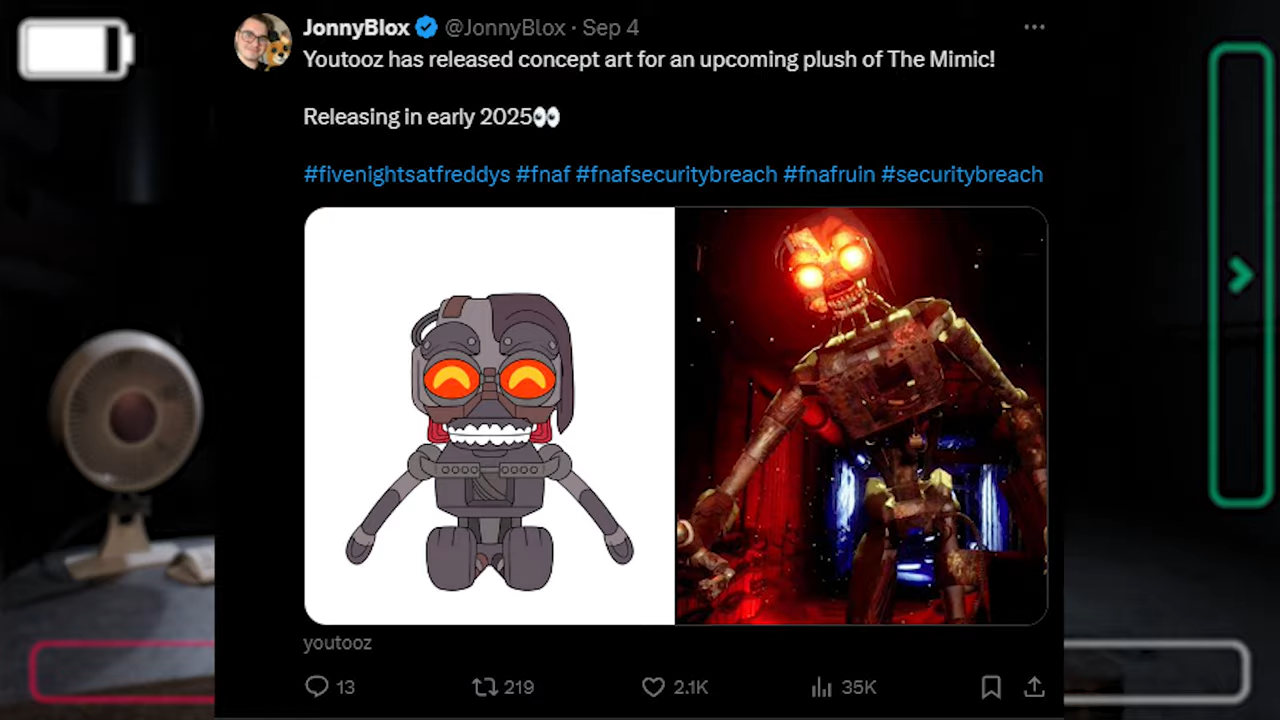 JonnyBlox @JonnyBlox · Sep 4
Youtooz has released concept art for an upcoming plush of The Mimic!
Releasing in early 2025👀
#fivenightsatfreddys #fnaf #fnafsecuritybreach #fnafruin #securitybreach
youtooz
13 219 2.1K 35K